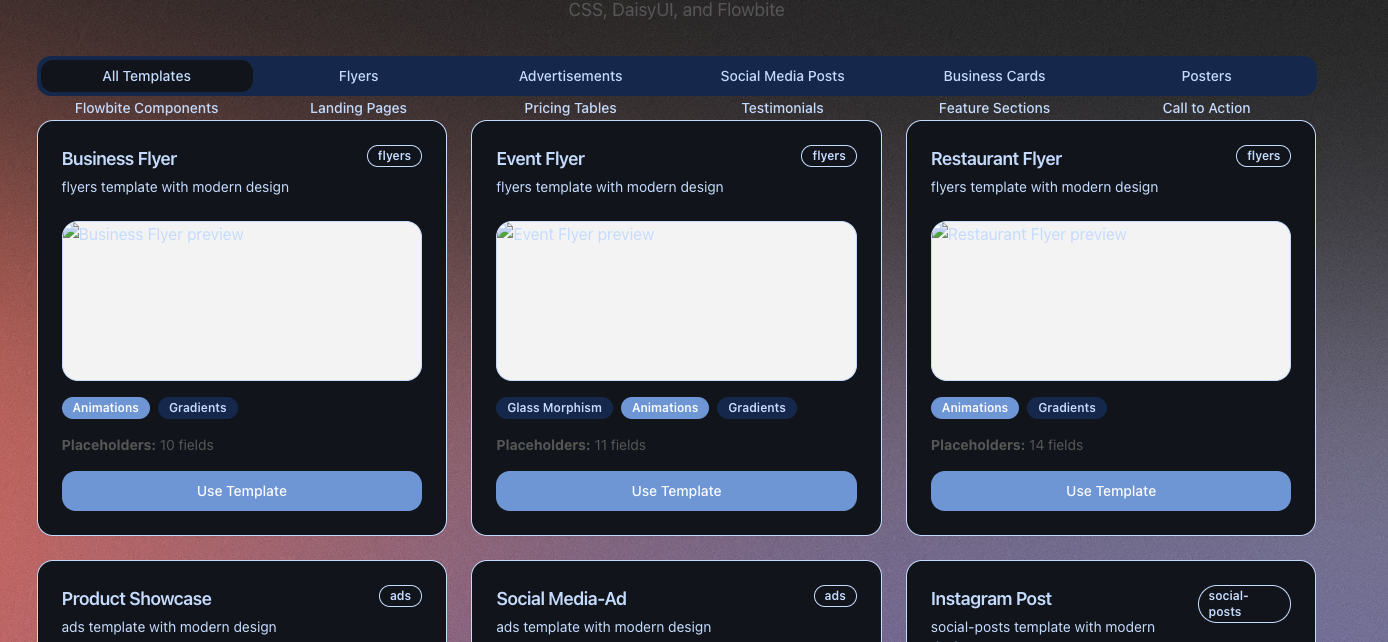 CSS, DaisyUI, and Flowbite
All Templates Flyers Advertisements Social Media Posts Business Cards Posters
Flowbite Components Landing Pages Pricing Tables Testimonials Feature Sections Call to Action
Business Flyer flyers
flyers template with modern design
Business Flyer preview
Animations Gradients
Placeholders: 10 fields
Use Template
Event Flyer flyers
flyers template with modern design
Event Flyer preview
Glass Morphism Animations Gradients
Placeholders: 11 fields
Use Template
Restaurant Flyer flyers
flyers template with modern design
Restaurant Flyer preview
Animations Gradients
Placeholders: 14 fields
Use Template
Product Showcase ads
ads template with modern design
Social Media-Ad ads
ads template with modern design
Instagram Post social-
posts
social-posts template with modern